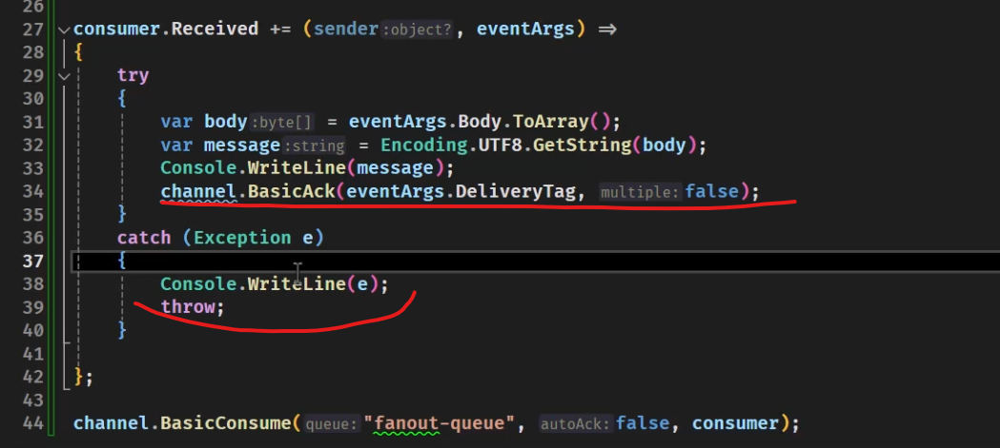 26
27 consumer.Received += (sender:object?, eventArgs) =>
28 {
29 try
30 {
31 var body:byte[] = eventArgs.Body.ToArray();
32 var message:string = Encoding.UTF8.GetString(body);
33 Console.WriteLine(message);
34 channel.BasicAck(eventArgs.DeliveryTag, multiple:false);
35 }
36 catch (Exception e)
37 {
38 Console.WriteLine(e);
39 throw;
40 }
41
42 };
43
44 channel.BasicConsume(queue:"fanout-queue", autoAck:false, consumer);